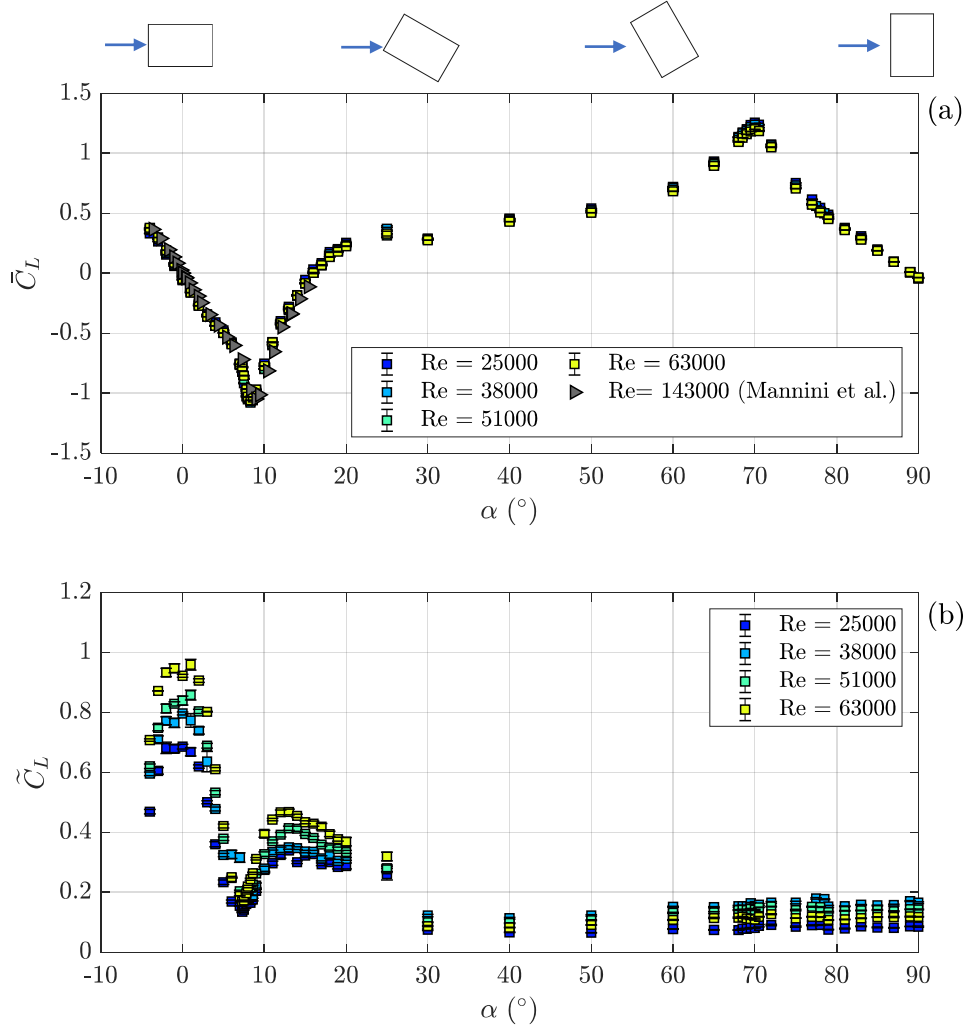 1.5
(a)
1
0.5
0
-0.5
-1
-1.5
C̄_L
Re = 25000
Re = 38000
Re = 51000
Re = 63000
Re= 143000 (Mannini et al.)
-10 0 10 20 30 40 50 60 70 80 90
α (°)
1.2
(b)
1
0.8
0.6
0.4
0.2
0
C̃_L
Re = 25000
Re = 38000
Re = 51000
Re = 63000
-10 0 10 20 30 40 50 60 70 80 90
α (°)